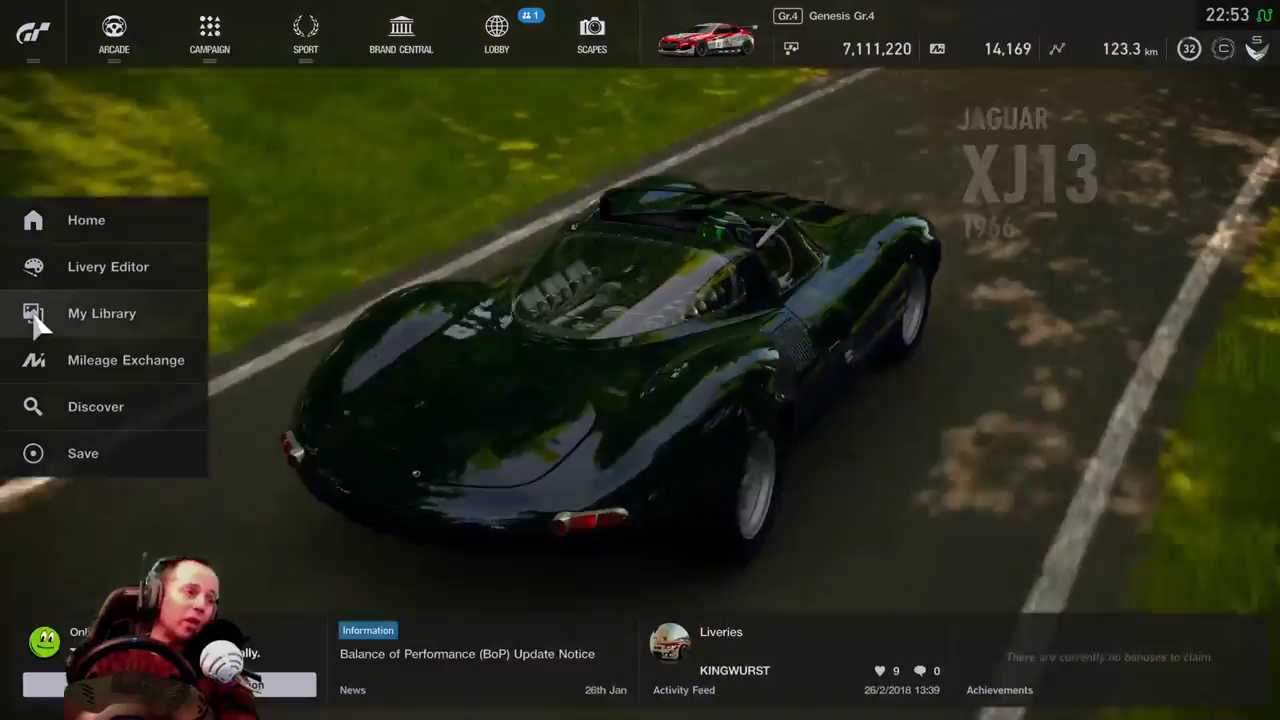 ARCADE
CAMPAIGN
SPORT
BRAND CENTRAL
LOBBY
1
SCAPES
Gr.4 Genesis Gr.4
7,111,220
14,169
123.3 km
32
C
S
22:53
JAGUAR
XJ13
1966
Home
Livery Editor
My Library
Mileage Exchange
Discover
Save
Information
Balance of Performance (BoP) Update Notice
News 26th Jan
Liveries
KINGWURST
9 0
Activity Feed 26/2/2018 13:39
There are currently no bonuses to claim.
Achievements